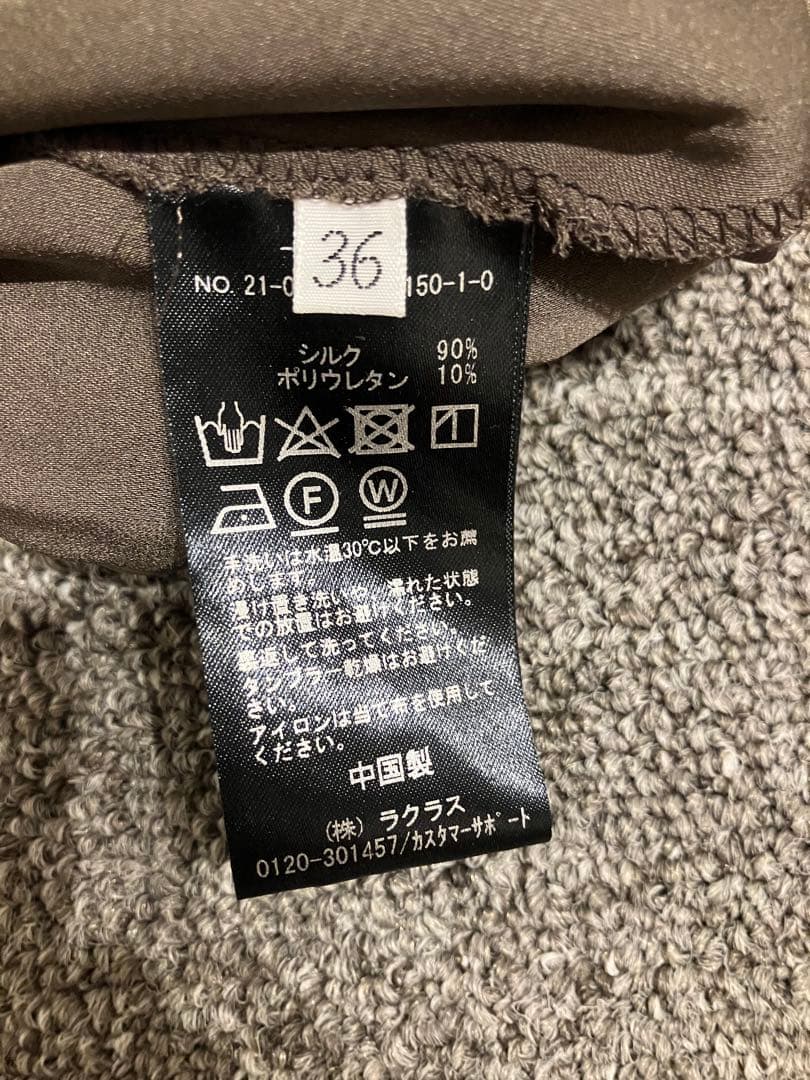 36
NO 21-0 150-1-0
シルク 90%
ポリウレタン 10%
F W
手洗いは水温30℃以下をお薦
めします。
漬け置き洗いや、濡れた状態
での放置はお避けください。
裏返して洗ってください。
タンブラー乾燥はお避けくだ
さい。
アイロンは当て布を使用して
ください。
中国製
(株) ラクラス
0120-301457/カスタマーサポート